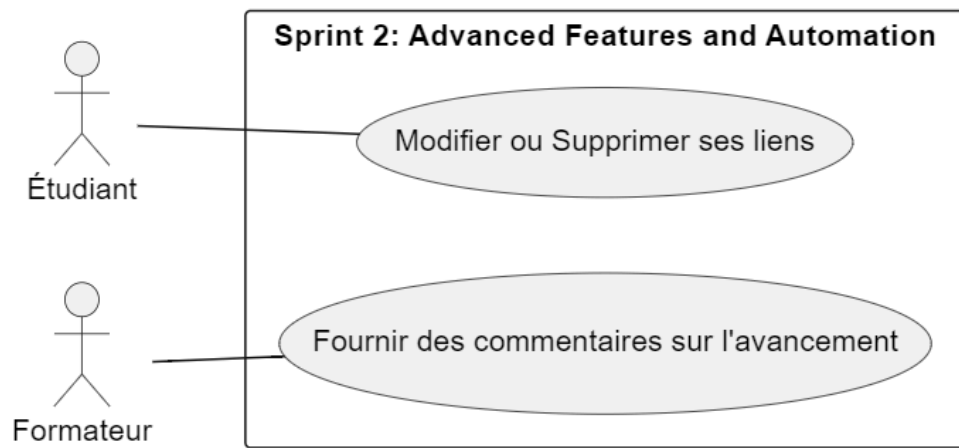 Sprint 2: Advanced Features and Automation
Modifier ou Supprimer ses liens
Étudiant
Fournir des commentaires sur l'avancement
Formateur